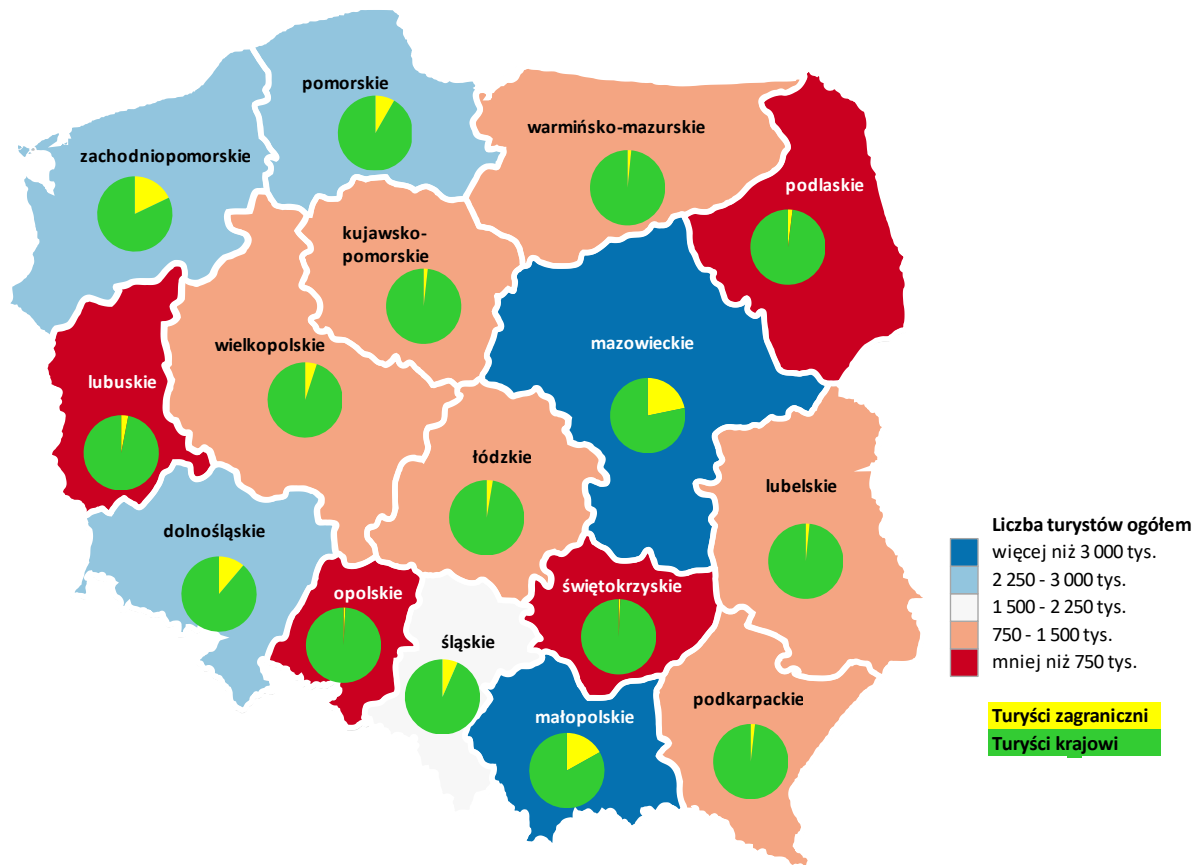 pomorskie
warmińsko-mazurskie
zachodniopomorskie
podlaskie
kujawsko-
pomorskie
wielkopolskie
mazowieckie
lubuskie
łódzkie
lubelskie
dolnośląskie
Liczba turystów ogółem
więcej niż 3 000 tys.
2 250 - 3 000 tys.
1 500 - 2 250 tys.
750 - 1 500 tys.
mniej niż 750 tys.
opolskie
świętokrzyskie
śląskie
małopolskie
podkarpackie
Turyści zagraniczni
Turyści krajowi